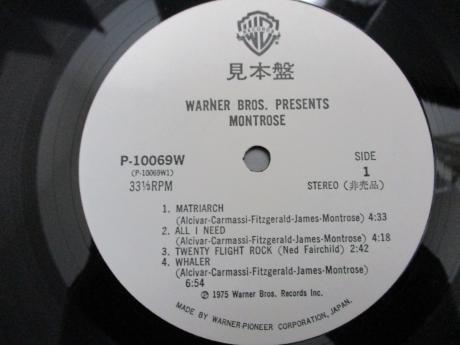 WB
RECORDS
見本盤
WARNER BROS. PRESENTS
MONTROSE
P-10069W
(P-10069W1)
33⅓RPM
SIDE
1
STEREO (非売品)
1. MATRIARCH
(Alcivar-Carmassi-Fitzgerald-James-Montrose) 4:33
2. ALL I NEED
(Alcivar-Carmassi-Fitzgerald-James-Montrose) 4:18
3. TWENTY FLIGHT ROCK (Ned Fairchild) 2:42
4. WHALER
(Alcivar-Carmassi-Fitzgerald-James-Montrose)
6:54
Ⓟ 1975 Warner Bros. Records Inc.
MADE BY WARNER-PIONEER CORPORATION, JAPAN.